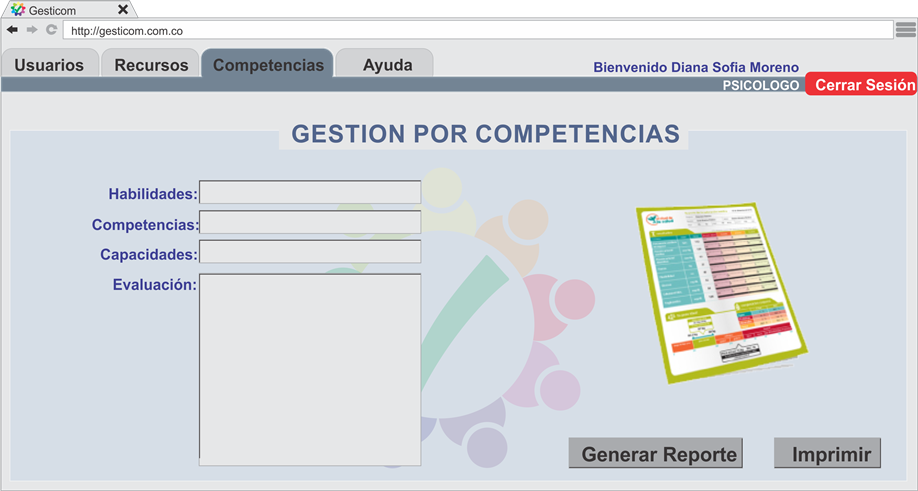 Gesticom
http://gesticom.com.co
Usuarios Recursos Competencias Ayuda
Bienvenido Diana Sofia Moreno
PSICOLOGO Cerrar Sesión
GESTION POR COMPETENCIAS
Habilidades:
Competencias:
Capacidades:
Evaluación:
Generar Reporte Imprimir